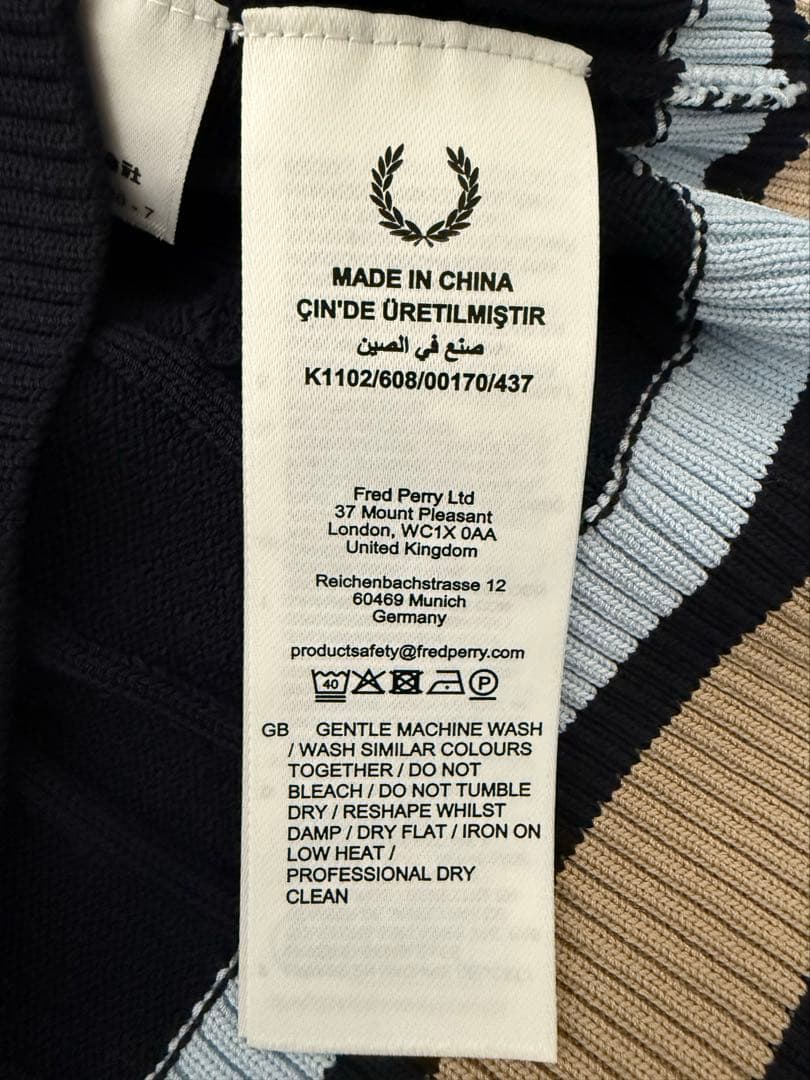 MADE IN CHINA
ÇIN'DE ÜRETILMIŞTIR
صنع في الصين
K1102/608/00170/437
Fred Perry Ltd
37 Mount Pleasant
London, WC1X 0AA
United Kingdom
Reichenbachstrasse 12
60469 Munich
Germany
productsafety@fredperry.com
40
P
GB GENTLE MACHINE WASH
/ WASH SIMILAR COLOURS
TOGETHER / DO NOT
BLEACH / DO NOT TUMBLE
DRY / RESHAPE WHILST
DAMP / DRY FLAT / IRON ON
LOW HEAT /
PROFESSIONAL DRY
CLEAN